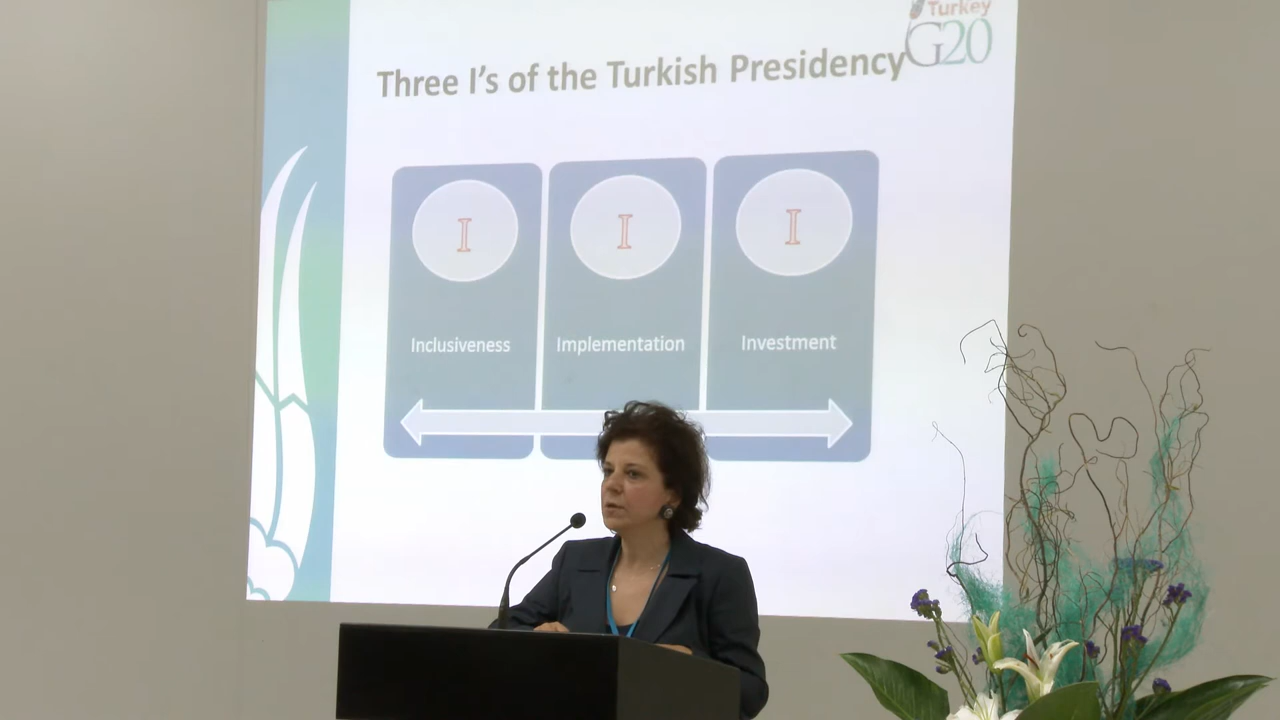 Turkey
G20
Three I's of the Turkish Presidency
I
I
I
Inclusiveness
Implementation
Investment